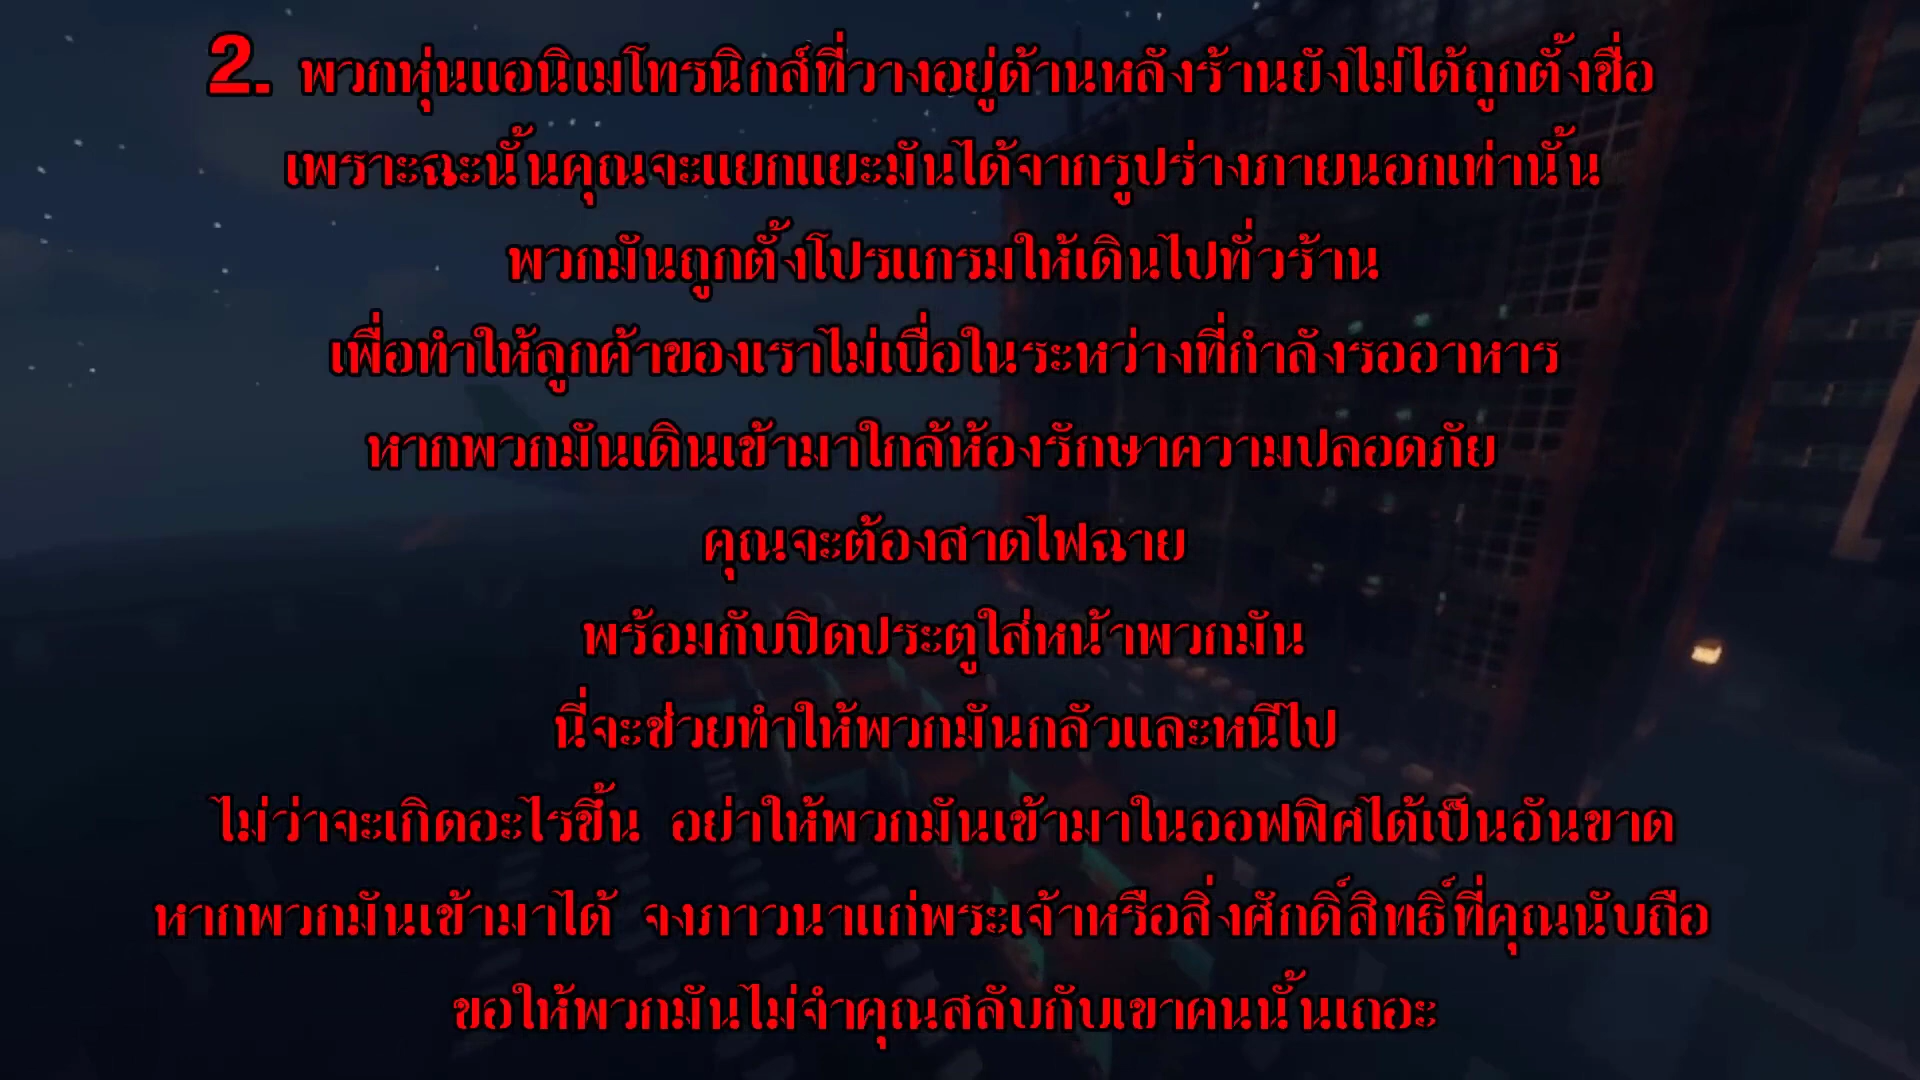 2. พวกหุ่นแอนิเมโทรนิกส์ที่วางอยู่ด้านหลังร้านยังไม่ได้ถูกตั้งชื่อ
เพราะฉะนั้นคุณจะแยกแยะมันได้จากรูปร่างภายนอกเท่านั้น
พวกมันถูกตั้งโปรแกรมให้เดินไปทั่วร้าน
เพื่อทำให้ลูกค้าของเราไม่เบื่อในระหว่างที่กำลังรออาหาร
หากพวกมันเดินเข้ามาใกล้ห้องรักษาความปลอดภัย
คุณจะต้องสาดไฟฉาย
พร้อมกับปิดประตูใส่หน้าพวกมัน
นี่จะช่วยทำให้พวกมันกลัวและหนีไป
ไม่ว่าจะเกิดอะไรขึ้น อย่าให้พวกมันเข้ามาในออฟฟิศได้เป็นอันขาด
หากพวกมันเข้ามาได้ จงภาวนาแก่พระเจ้าหรือสิ่งศักดิ์สิทธิ์ที่คุณนับถือ
ขอให้พวกมันไม่จำคุณสลับกับเขาคนนั้นเถอะ